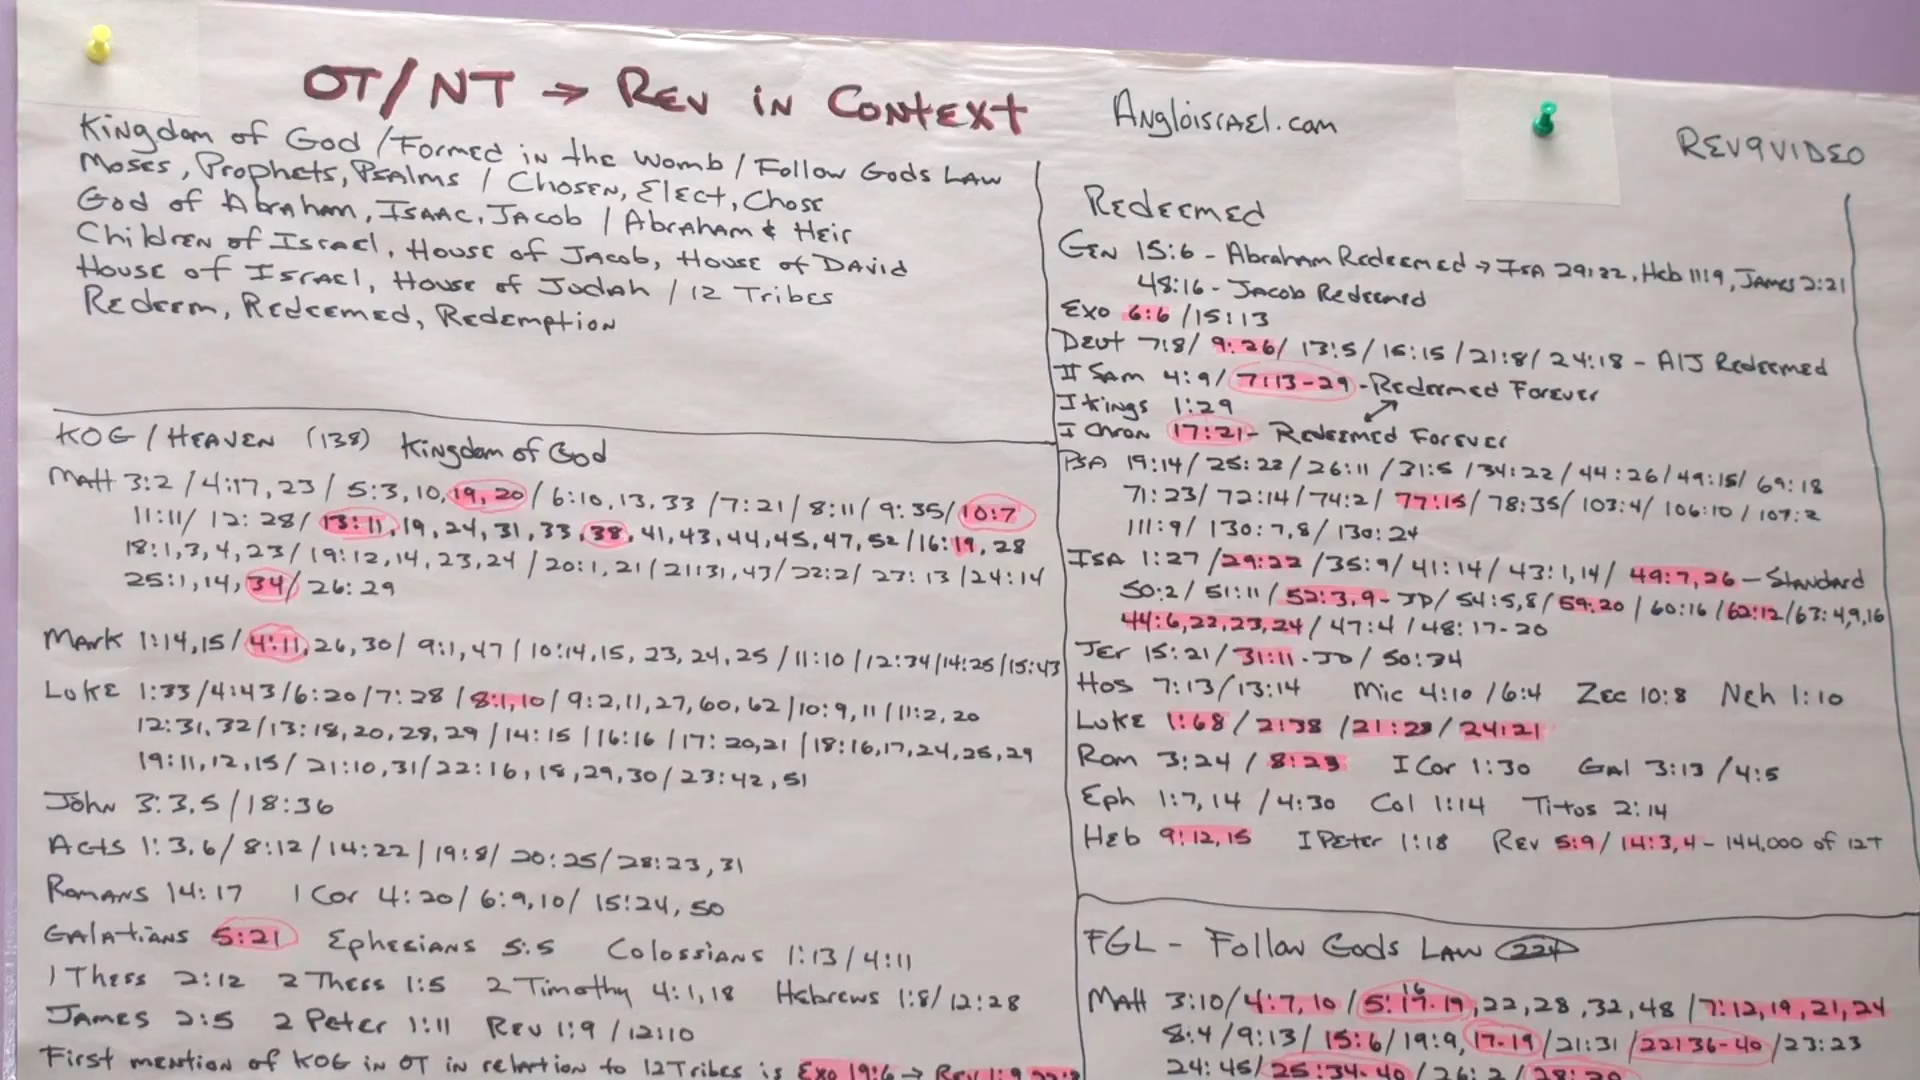 OT/NT → REV IN CONTEXT
Angloisrael.com
REV9VIDEO
Kingdom of God / Formed in the Womb / Follow Gods Law
Moses, Prophets, Psalms / Chosen, Elect, Chose
God of Abraham, Isaac, Jacob / Abraham & Heir
Children of Israel, House of Jacob, House of David
House of Israel, House of Judah / 12 Tribes
Redeem, Redeemed, Redemption
KOG / HEAVEN (138) Kingdom of God
Matt 3:2 / 4:17, 23 / 5:3, 10, 19, 20 / 6:10, 13, 33 / 7:21 / 8:11 / 9:35 / 10:7
11:11 / 12:28 / 13:11, 19, 24, 31, 33, 38, 41, 43, 44, 45, 47, 52 / 16:19, 28
18:1, 3, 4, 23 / 19:12, 14, 23, 24 / 20:1, 21 / 21:31, 43 / 22:2 / 23:13 / 24:14
25:1, 14, 34 / 26:29
Mark 1:14, 15 / 4:11, 26, 30 / 9:1, 47 / 10:14, 15, 23, 24, 25 / 11:10 / 12:34 / 14:25 / 15:43
Luke 1:33 / 4:43 / 6:20 / 7:28 / 8:1, 10 / 9:2, 11, 27, 60, 62 / 10:9, 11 / 11:2, 20
12:31, 32 / 13:18, 20, 28, 29 / 14:15 / 16:16 / 17:20, 21 / 18:16, 17, 24, 25, 29
19:11, 12, 15 / 21:10, 31 / 22:16, 18, 29, 30 / 23:42, 51
John 3:3, 5 / 18:36
Acts 1:3, 6 / 8:12 / 14:22 / 19:8 / 20:25 / 28:23, 31
Romans 14:17 1 Cor 4:20 / 6:9, 10 / 15:24, 50
Galatians 5:21 Ephesians 5:5 Colossians 1:13 / 4:11
1 Thess 2:12 2 Thess 1:5 2 Timothy 4:1, 18 Hebrews 1:8 / 12:28
James 2:5 2 Peter 1:11 Rev 1:9 / 12:10
First mention of KOG in OT in relation to 12 Tribes is Exo 19:6 → Rev 1:9
Redeemed
Gen 15:6 - Abraham Redeemed → Isa 29:22, Heb 11:19, James 2:21
48:16 - Jacob Redeemed
Exo 6:6 / 15:13
Deut 7:8 / 9:26 / 13:5 / 15:15 / 21:8 / 24:18 - AIJ Redeemed
II Sam 4:9 / 7:13-29 - Redeemed Forever
I Kings 1:29
I Chron 17:21 - Redeemed Forever
PSA 19:14 / 25:22 / 26:11 / 31:5 / 34:22 / 44:26 / 49:15 / 69:18
71:23 / 72:14 / 74:2 / 77:15 / 78:35 / 103:4 / 106:10 / 107:2
111:9 / 130:7, 8 / 130:24
ISA 1:27 / 29:22 / 35:9 / 41:14 / 43:1, 14 / 49:7, 26 - Standard
50:2 / 51:11 / 52:3, 9 - JD / 54:5, 8 / 59:20 / 60:16 / 62:12 / 63:4, 9, 16
44:6, 22, 23, 24 / 47:4 / 48:17-20
Jer 15:21 / 31:11 - JD / 50:34
Hos 7:13 / 13:14 Mic 4:10 / 6:4 Zec 10:8 Neh 1:10
Luke 1:68 / 2:38 / 21:28 / 24:21
Rom 3:24 / 8:23 I Cor 1:30 Gal 3:13 / 4:5
Eph 1:7, 14 / 4:30 Col 1:14 Titos 2:14
Heb 9:12, 15 I Peter 1:18 Rev 5:9 / 14:3, 4 - 144,000 of 12T
FGL - Follow Gods Law 224
Matt 3:10 / 4:7, 10 / 5:17-19, 22, 28, 32, 48 / 7:12, 19, 21, 24
8:4 / 9:13 / 15:6 / 19:9, 17-19 / 21:31 / 22:36-40 / 23:23
24:45 / 25:34-40 / 26:2 / 28:20